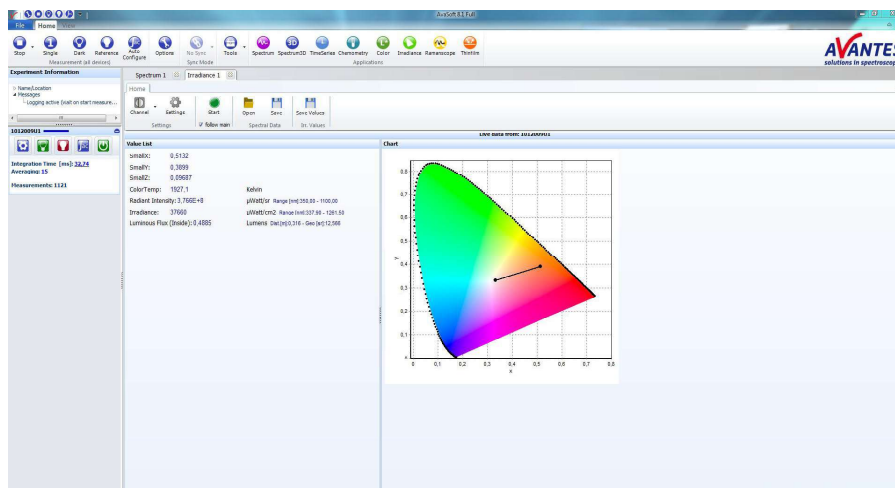 AvaSoft 8.1 Full
File Home View
Stop Single Dark Reference Auto Configure Options No Sync Tools Spectrum Spectrum3D TimeSeries Chemometry Color Irradiance Ramanscope Thinfilm
Measurement (all devices) Sync Mode Applications
AVANTES
solutions in spectroscopy
Experiment Information
Name/Location
Messages
Logging active (wait on start measure...
1012009U1
Integration Time [ms]: 32,74
Averaging: 15
Measurements: 1121
Spectrum 1 Irradiance 1
Home
Channel Settings Start Open Save Save Values
Settings follow main Spectral Data Irr. Values
Live data from: 1012009U1
Value List
SmallX: 0,5132
SmallY: 0,3899
SmallZ: 0,09687
ColorTemp: 1927,1 Kelvin
Radiant Intensity: 3,766E+8 µWatt/sr Range [nm]:350,00 - 1100,00
Irradiance: 37660 µWatt/cm2 Range [nm]:337,90 - 1261,50
Luminous Flux (Inside): 0,4885 Lumens Dist.[m]:0,316 - Geo [sr]:12,566
Chart
0,8
0,7
0,6
0,5
0,4
0,3
0,2
0,1
y
0 0,1 0,2 0,3 0,4 0,5 0,6 0,7 0,8
x